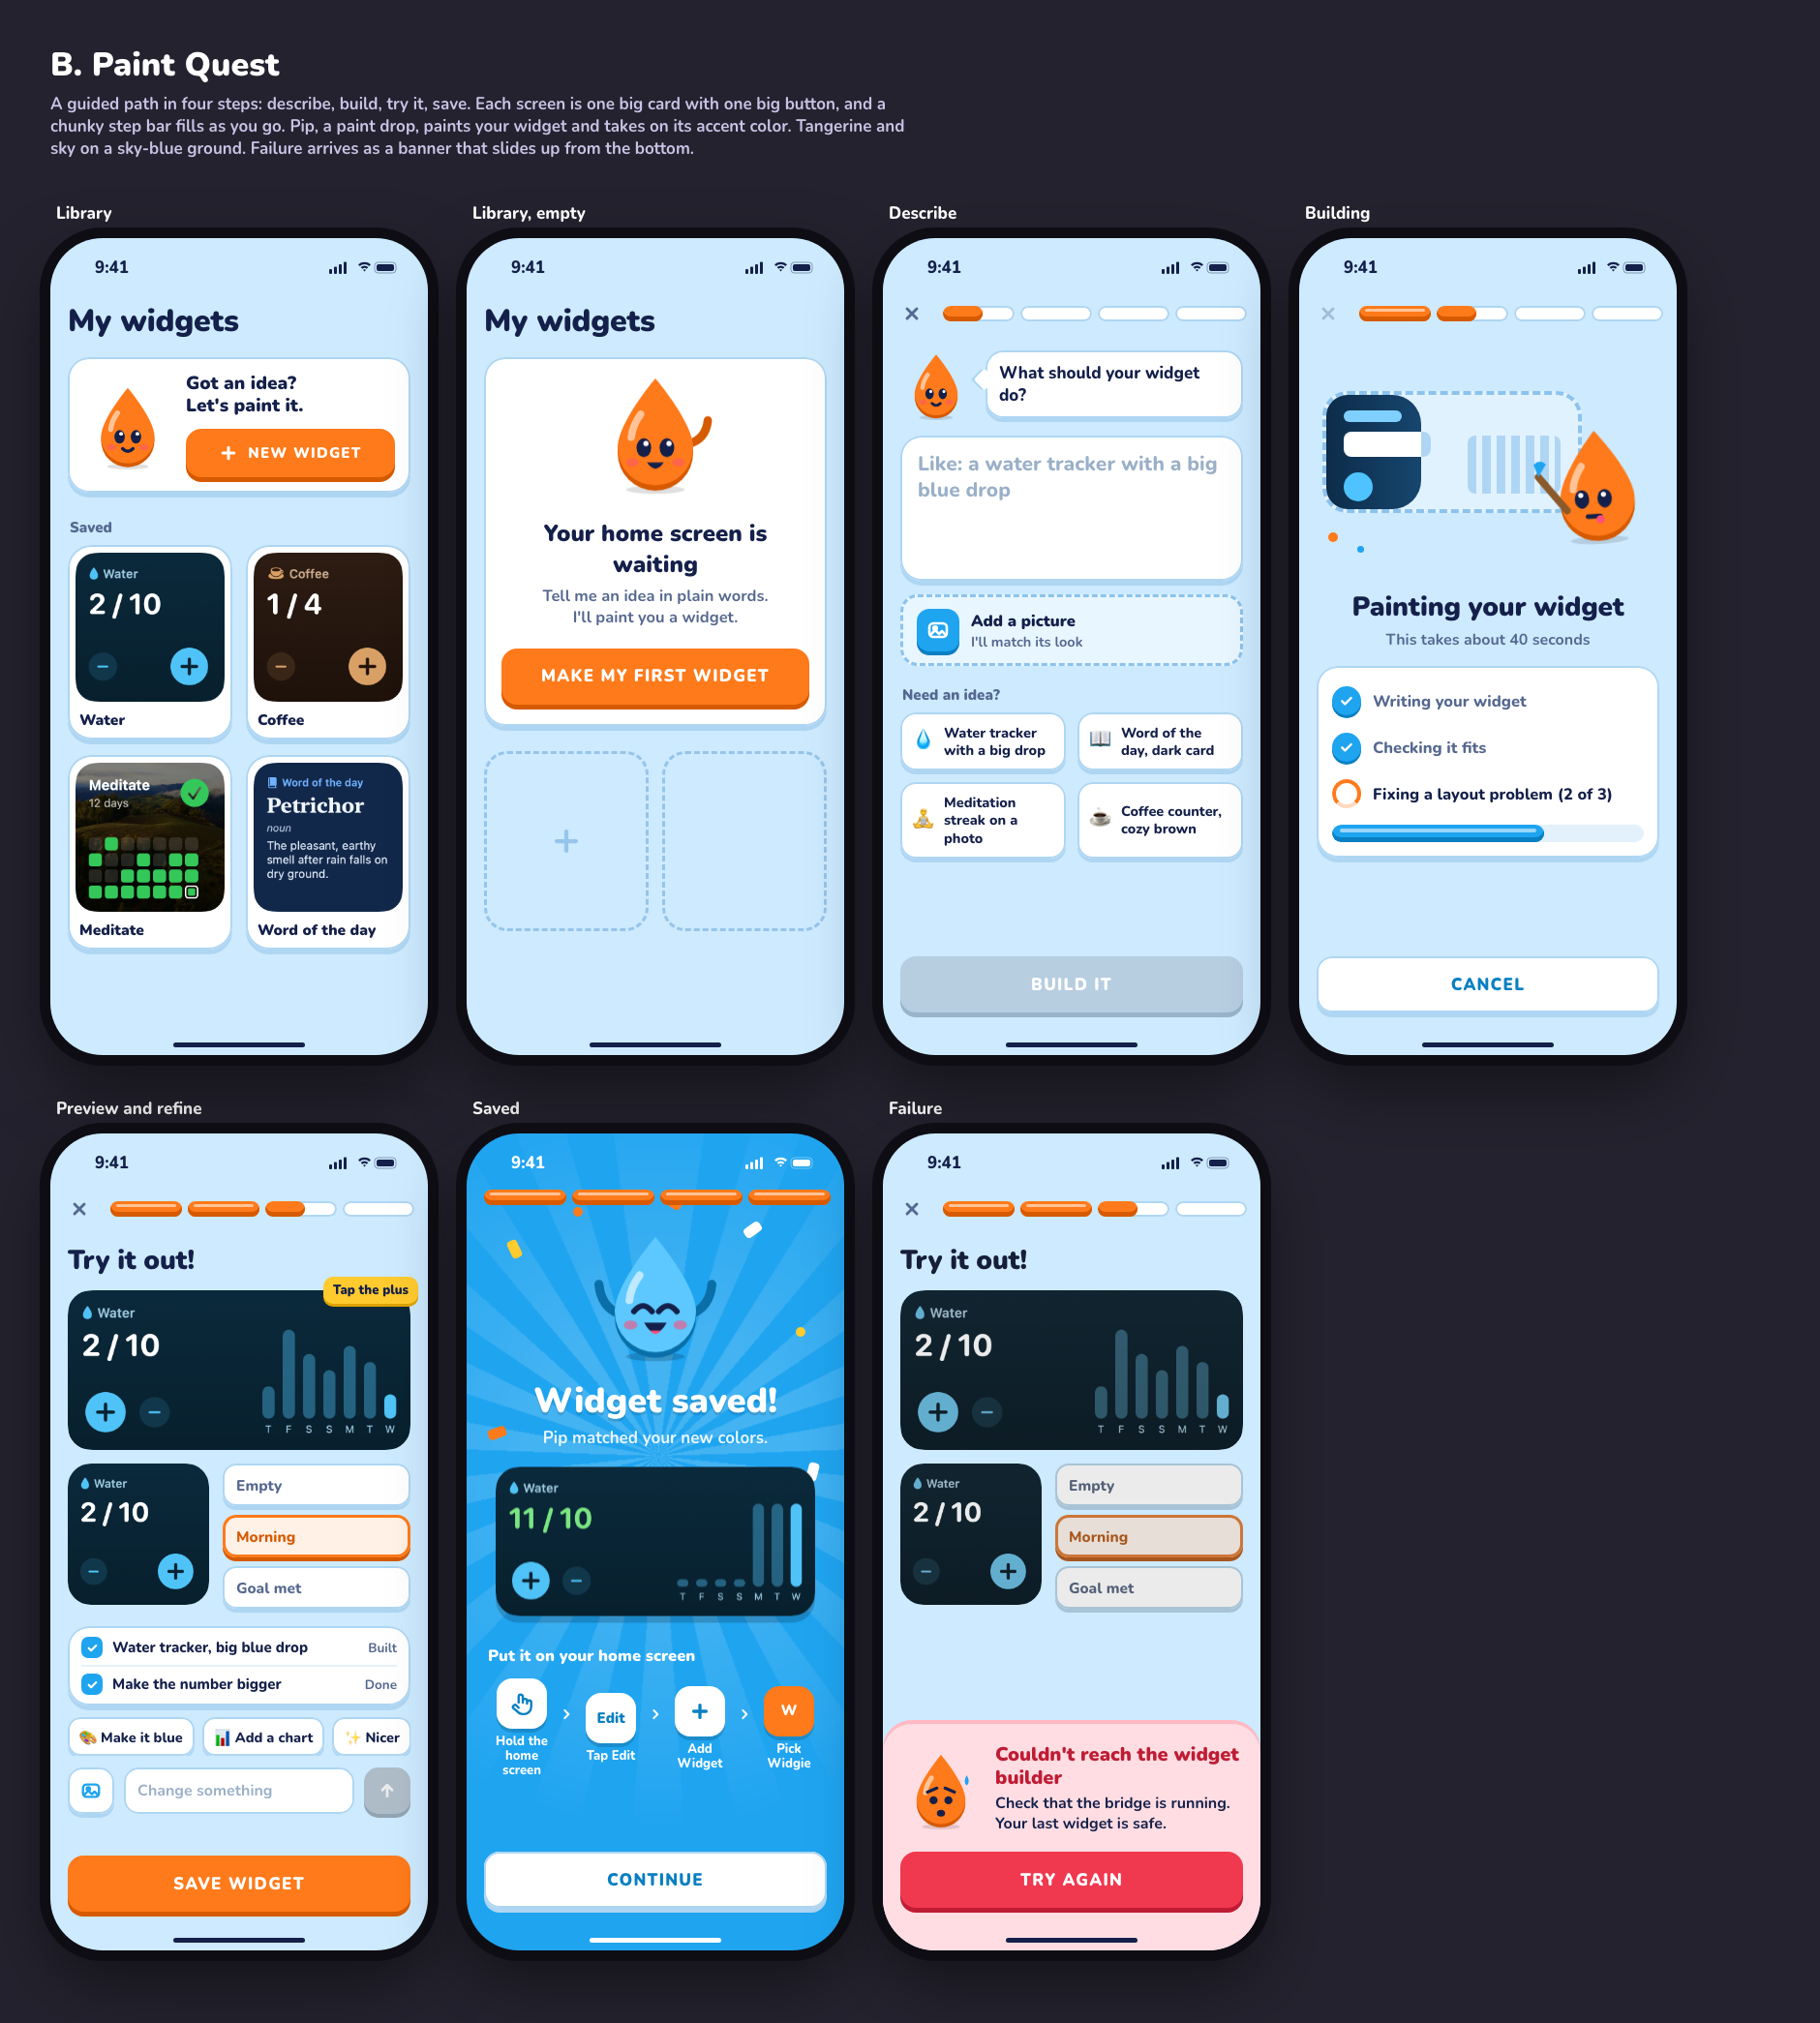 B. Paint Quest
A guided path in four steps: describe, build, try it, save. Each screen is one big card with one big button, and a
chunky step bar fills as you go. Pip, a paint drop, paints your widget and takes on its accent color. Tangerine and
sky on a sky-blue ground. Failure arrives as a banner that slides up from the bottom.
Library
9:41
My widgets
Got an idea?
Let's paint it.
+ NEW WIDGET
Saved
Water
2 / 10
Water
Coffee
1 / 4
Coffee
Meditate
12 days
Meditate
Word of the day
Petrichor
noun
The pleasant, earthy
smell after rain falls on
dry ground.
Word of the day
Library, empty
9:41
My widgets
Your home screen is
waiting
Tell me an idea in plain words.
I'll paint you a widget.
MAKE MY FIRST WIDGET
Describe
9:41
What should your widget
do?
Like: a water tracker with a big
blue drop
Add a picture
I'll match its look
Need an idea?
Water tracker
with a big drop
Word of the
day, dark card
Meditation
streak on a
photo
Coffee counter,
cozy brown
BUILD IT
Building
9:41
Painting your widget
This takes about 40 seconds
Writing your widget
Checking it fits
Fixing a layout problem (2 of 3)
CANCEL
Preview and refine
9:41
Try it out!
Tap the plus
Water
2 / 10
T F S S M T W
Water
2 / 10
Empty
Morning
Goal met
Water tracker, big blue drop Built
Make the number bigger Done
Make it blue
Add a chart
Nicer
Change something
SAVE WIDGET
Saved
9:41
Widget saved!
Pip matched your new colors.
Water
11 / 10
T F S S M T W
Put it on your home screen
Hold the
home
screen
Edit
Tap Edit
Add
Widget
W
Pick
Widgie
CONTINUE
Failure
9:41
Try it out!
Water
2 / 10
T F S S M T W
Water
2 / 10
Empty
Morning
Goal met
Couldn't reach the widget
builder
Check that the bridge is running.
Your last widget is safe.
TRY AGAIN